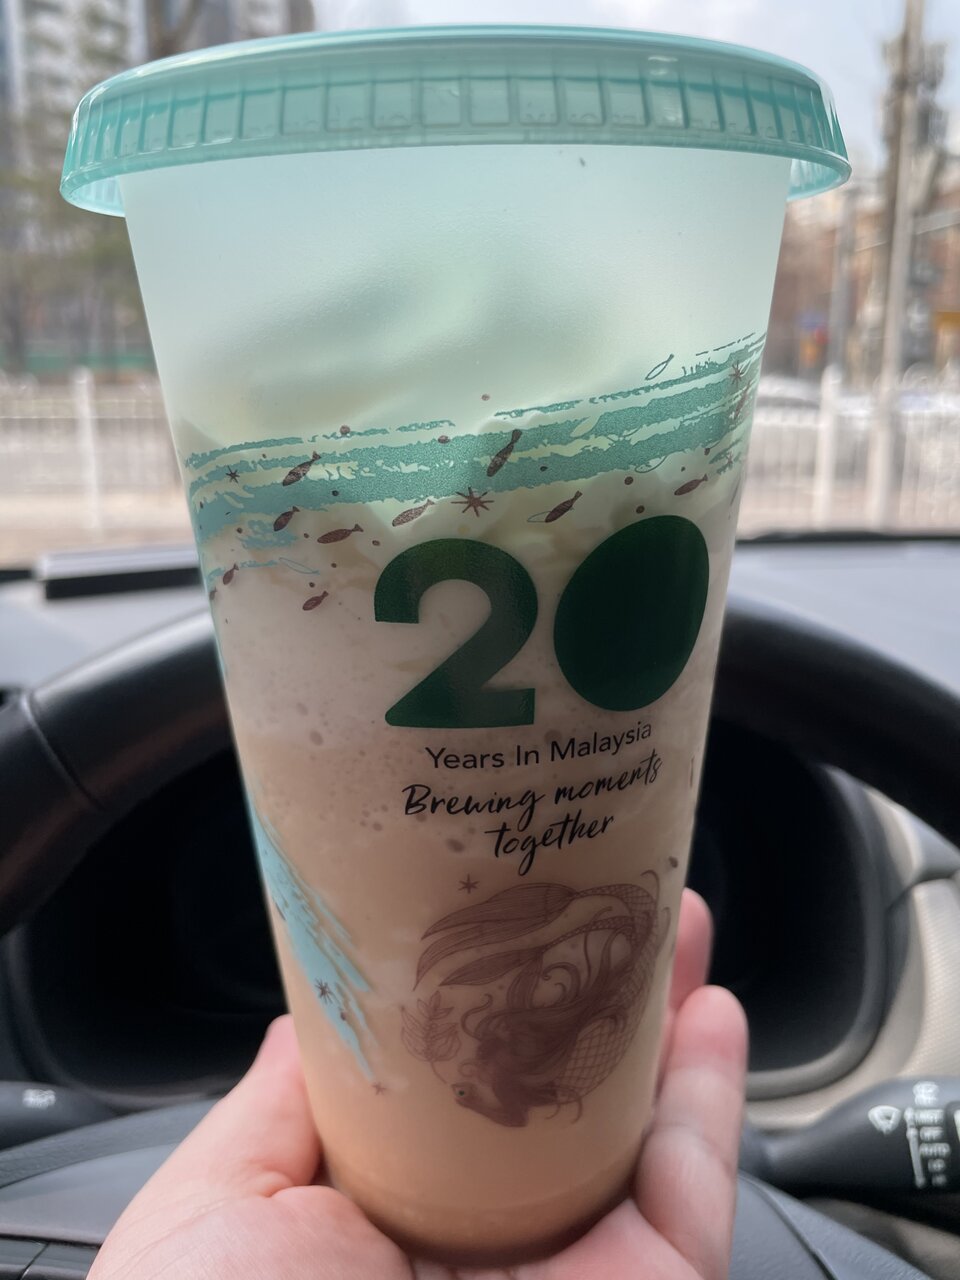 20
Years In Malaysia
Brewing moments
together